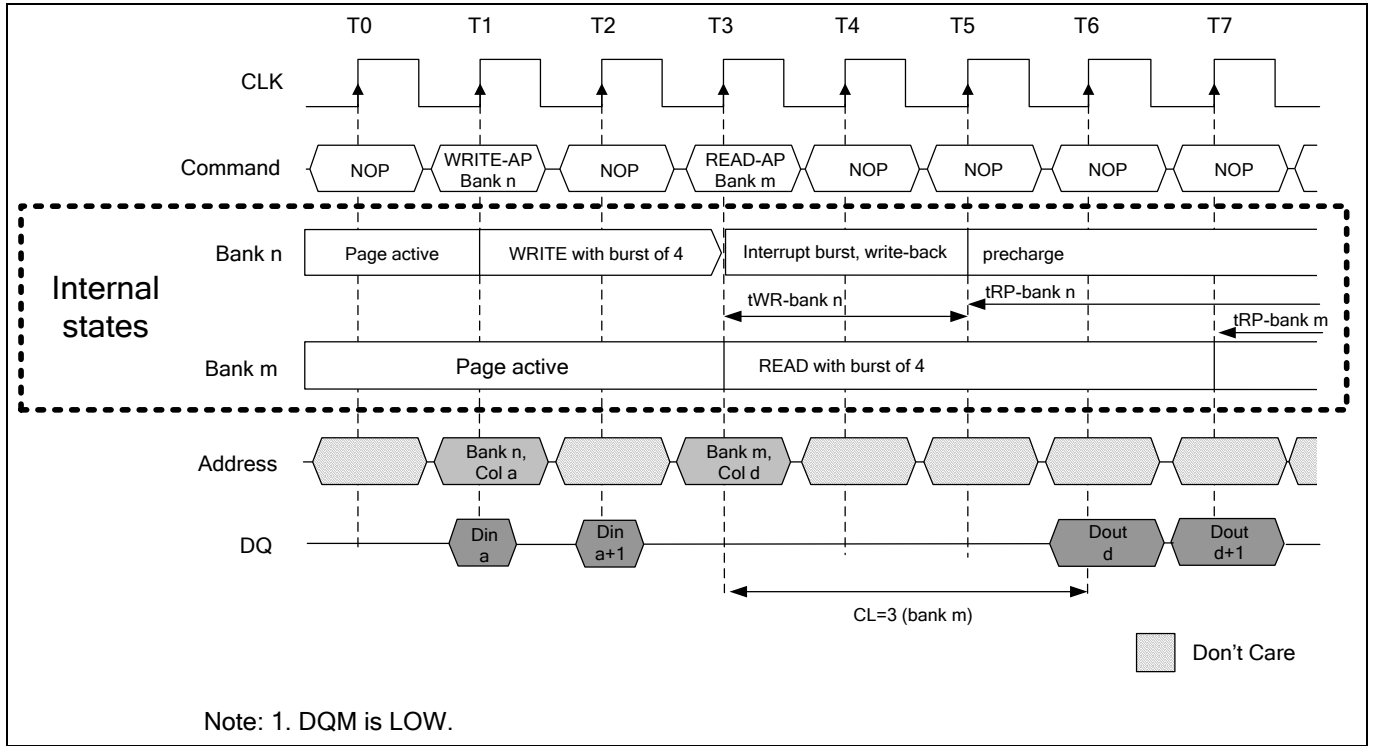 T0 T1 T2 T3 T4 T5 T6 T7
CLK
Command NOP WRITE-AP Bank n NOP READ-AP Bank m NOP NOP NOP NOP
Internal states
Bank n Page active WRITE with burst of 4 Interrupt burst, write-back precharge
tWR-bank n tRP-bank n
tRP-bank m
Bank m Page active READ with burst of 4
Address Bank n, Col a Bank m, Col d
DQ Din a Din a+1 Dout d Dout d+1
CL=3 (bank m)
Don't Care
Note: 1. DQM is LOW.